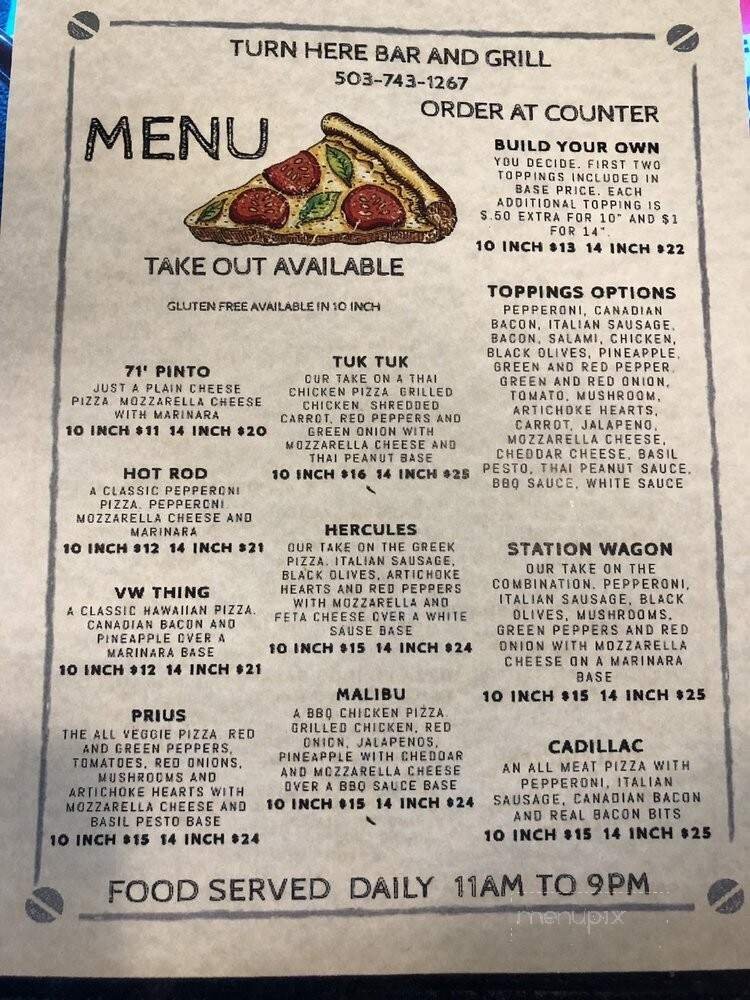 TURN HERE BAR AND GRILL
503-743-1267
ORDER AT COUNTER
MENU
TAKE OUT AVAILABLE
GLUTEN FREE AVAILABLE IN 10 INCH
71' PINTO
JUST A PLAIN CHEESE
PIZZA. MOZZARELLA CHEESE
WITH MARINARA
10 INCH $11 14 INCH $20
HOT ROD
A CLASSIC PEPPERONI
PIZZA. PEPPERONI.
MOZZARELLA CHEESE AND
MARINARA
10 INCH $12 14 INCH $21
VW THING
A CLASSIC HAWAIIAN PIZZA.
CANADIAN BACON AND
PINEAPPLE OVER A
MARINARA BASE
10 INCH $12 14 INCH $21
PRIUS
THE ALL VEGGIE PIZZA. RED
AND GREEN PEPPERS,
TOMATOES, RED ONIONS,
MUSHROOMS AND
ARTICHOKE HEARTS WITH
MOZZARELLA CHEESE AND
BASIL PESTO BASE
10 INCH $15 14 INCH $24
TUK TUK
OUR TAKE ON A THAI
CHICKEN PIZZA. GRILLED
CHICKEN, SHREDDED
CARROT, RED PEPPERS AND
GREEN ONION WITH
MOZZARELLA CHEESE AND
THAI PEANUT BASE
10 INCH $16 14 INCH $25
HERCULES
OUR TAKE ON THE GREEK
PIZZA. ITALIAN SAUSAGE,
BLACK OLIVES, ARTICHOKE
HEARTS AND RED PEPPERS
WITH MOZZARELLA AND
FETA CHEESE OVER A WHITE
SAUSE BASE
10 INCH $15 14 INCH $24
MALIBU
A BBQ CHICKEN PIZZA.
GRILLED CHICKEN, RED
ONION, JALAPENOS,
PINEAPPLE WITH CHEDDAR
AND MOZZARELLA CHEESE
OVER A BBQ SAUCE BASE
10 INCH $15 14 INCH $24
BUILD YOUR OWN
YOU DECIDE. FIRST TWO
TOPPINGS INCLUDED IN
BASE PRICE. EACH
ADDITIONAL TOPPING IS
$.50 EXTRA FOR 10" AND $1
FOR 14".
10 INCH $13 14 INCH $22
TOPPINGS OPTIONS
PEPPERONI, CANADIAN
BACON, ITALIAN SAUSAGE,
BACON, SALAMI, CHICKEN,
BLACK OLIVES, PINEAPPLE,
GREEN AND RED PEPPER,
GREEN AND RED ONION,
TOMATO, MUSHROOM,
ARTICHOKE HEARTS,
CARROT, JALAPENO,
MOZZARELLA CHEESE,
CHEDDAR CHEESE, BASIL
PESTO, THAI PEANUT SAUCE,
BBQ SAUCE, WHITE SAUCE
STATION WAGON
OUR TAKE ON THE
COMBINATION. PEPPERONI,
ITALIAN SAUSAGE, BLACK
OLIVES, MUSHROOMS,
GREEN PEPPERS AND RED
ONION WITH MOZZARELLA
CHEESE ON A MARINARA
BASE
10 INCH $15 14 INCH $25
CADILLAC
AN ALL MEAT PIZZA WITH
PEPPERONI, ITALIAN
SAUSAGE, CANADIAN BACON
AND REAL BACON BITS
10 INCH $15 14 INCH $25
FOOD SERVED DAILY 11AM TO 9PM
menupix